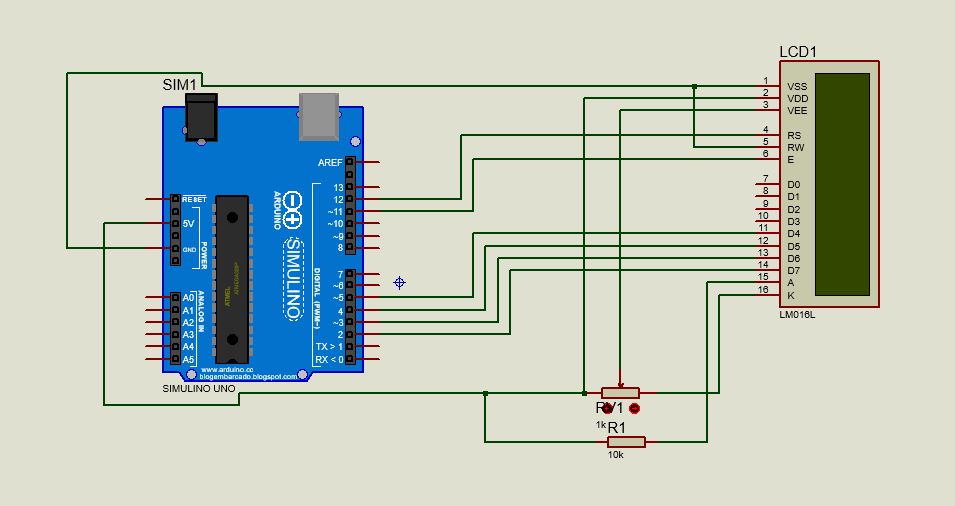 LCD1
SIM1
1 VSS
2 VDD
3 VEE
4 RS
5 RW
6 E
7 D0
8 D1
9 D2
10 D3
11 D4
12 D5
13 D6
14 D7
15 A
16 K
LM016L
AREF
13
12
~11
~10
~9
8
7
~6
~5
4
~3
2
TX > 1
RX < 0
RESET
5V
GND
POWER
A0
A1
A2
A3
A4
A5
ANALOG IN
ATMEL
ARDUINO
SIMULINO
DIGITAL (PWM~)
www.arduino.cc
blogembarcado.blogspot.com
SIMULINO UNO
RV1
1k
R1
10k